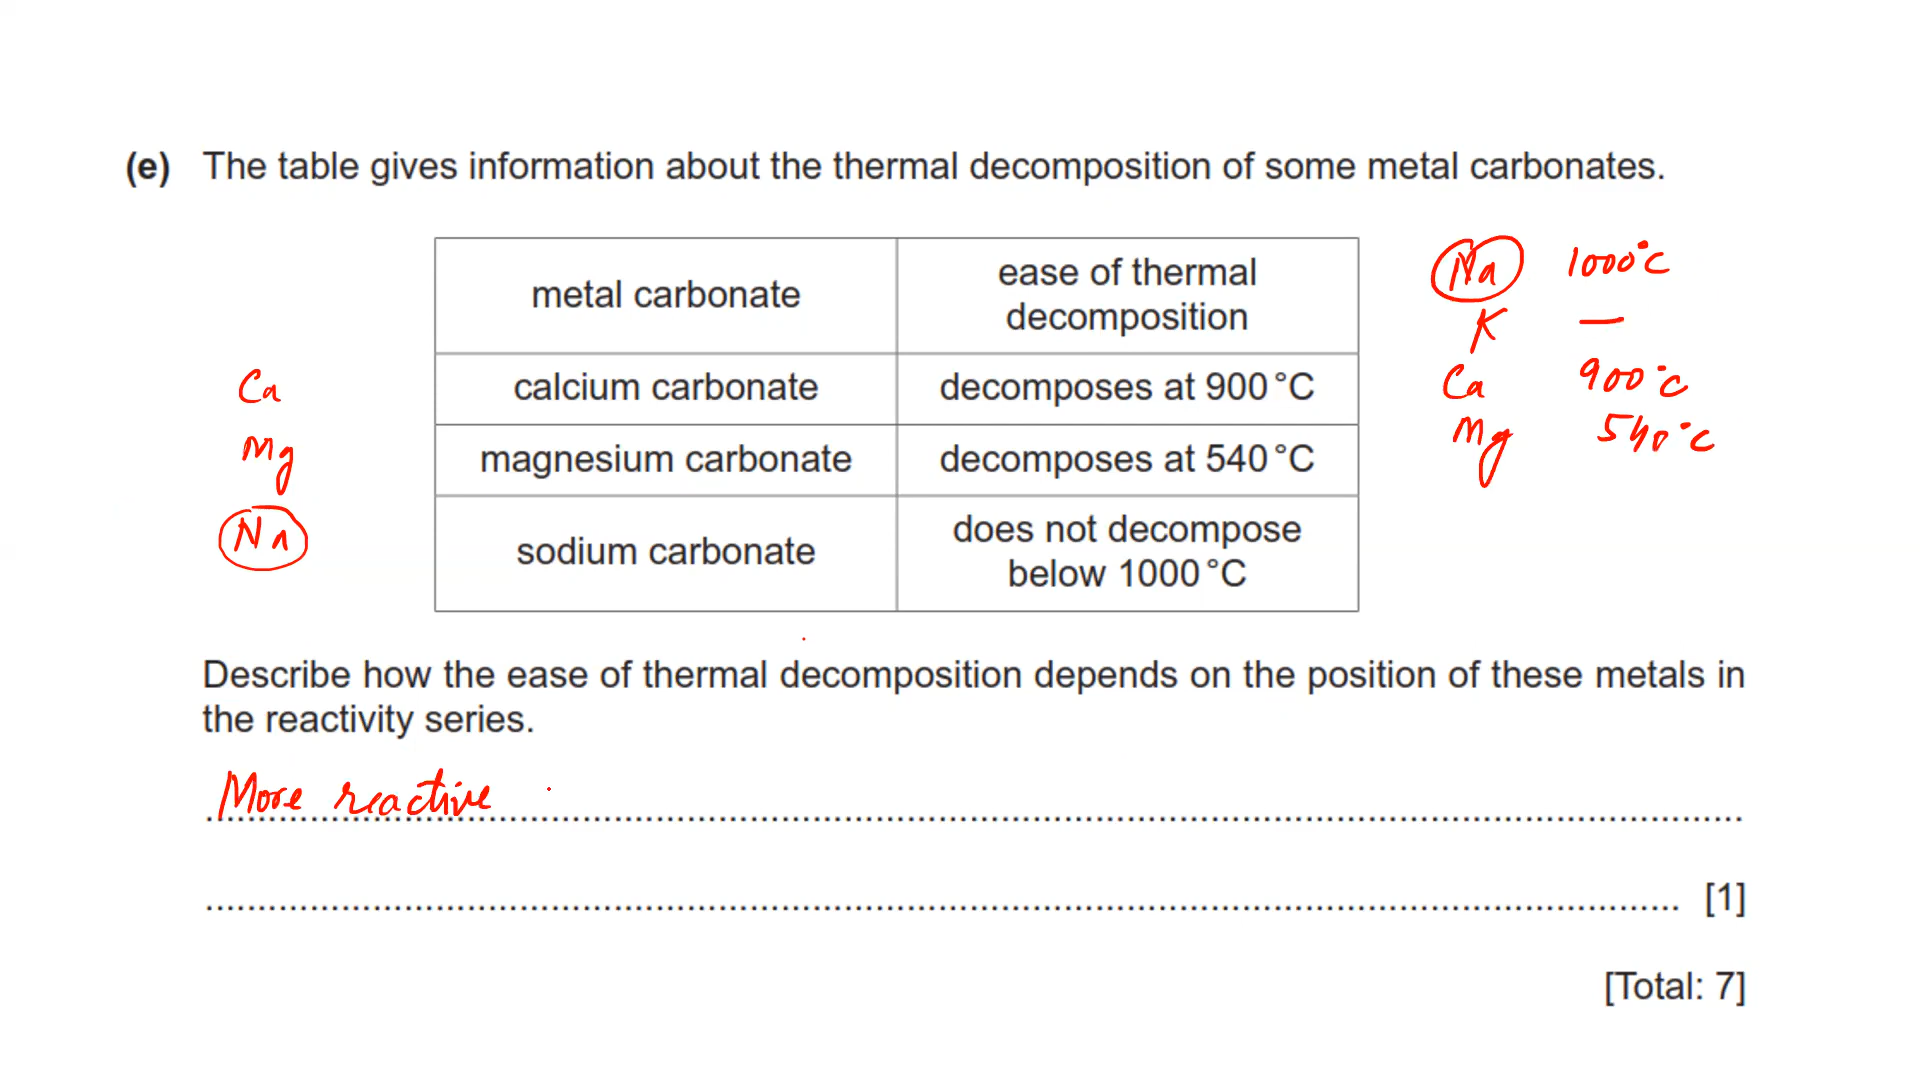 (e) The table gives information about the thermal decomposition of some metal carbonates.
metal carbonate ease of thermal decomposition
calcium carbonate decomposes at 900 °C
magnesium carbonate decomposes at 540 °C
sodium carbonate does not decompose below 1000 °C
Ca
Mg
Na
Na 1000°C
K —
Ca 900°C
Mg 540°C
Describe how the ease of thermal decomposition depends on the position of these metals in
the reactivity series.
More reactive
[1]
[Total: 7]